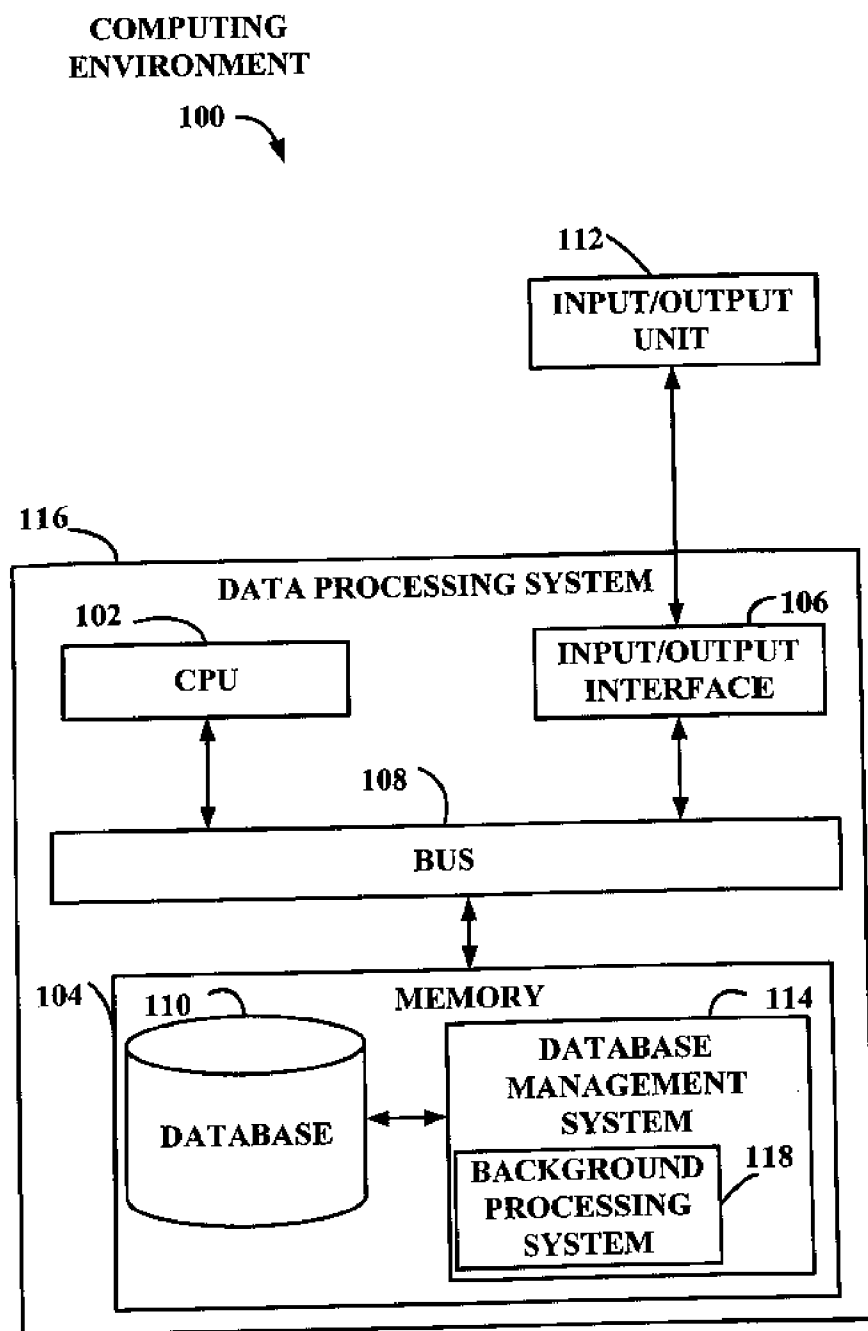 COMPUTING
ENVIRONMENT
100
112
INPUT/OUTPUT
UNIT
116
DATA PROCESSING SYSTEM
102
106
CPU
INPUT/OUTPUT
INTERFACE
108
BUS
104
110
MEMORY
114
DATABASE
MANAGEMENT
SYSTEM
DATABASE
BACKGROUND
PROCESSING
SYSTEM
118